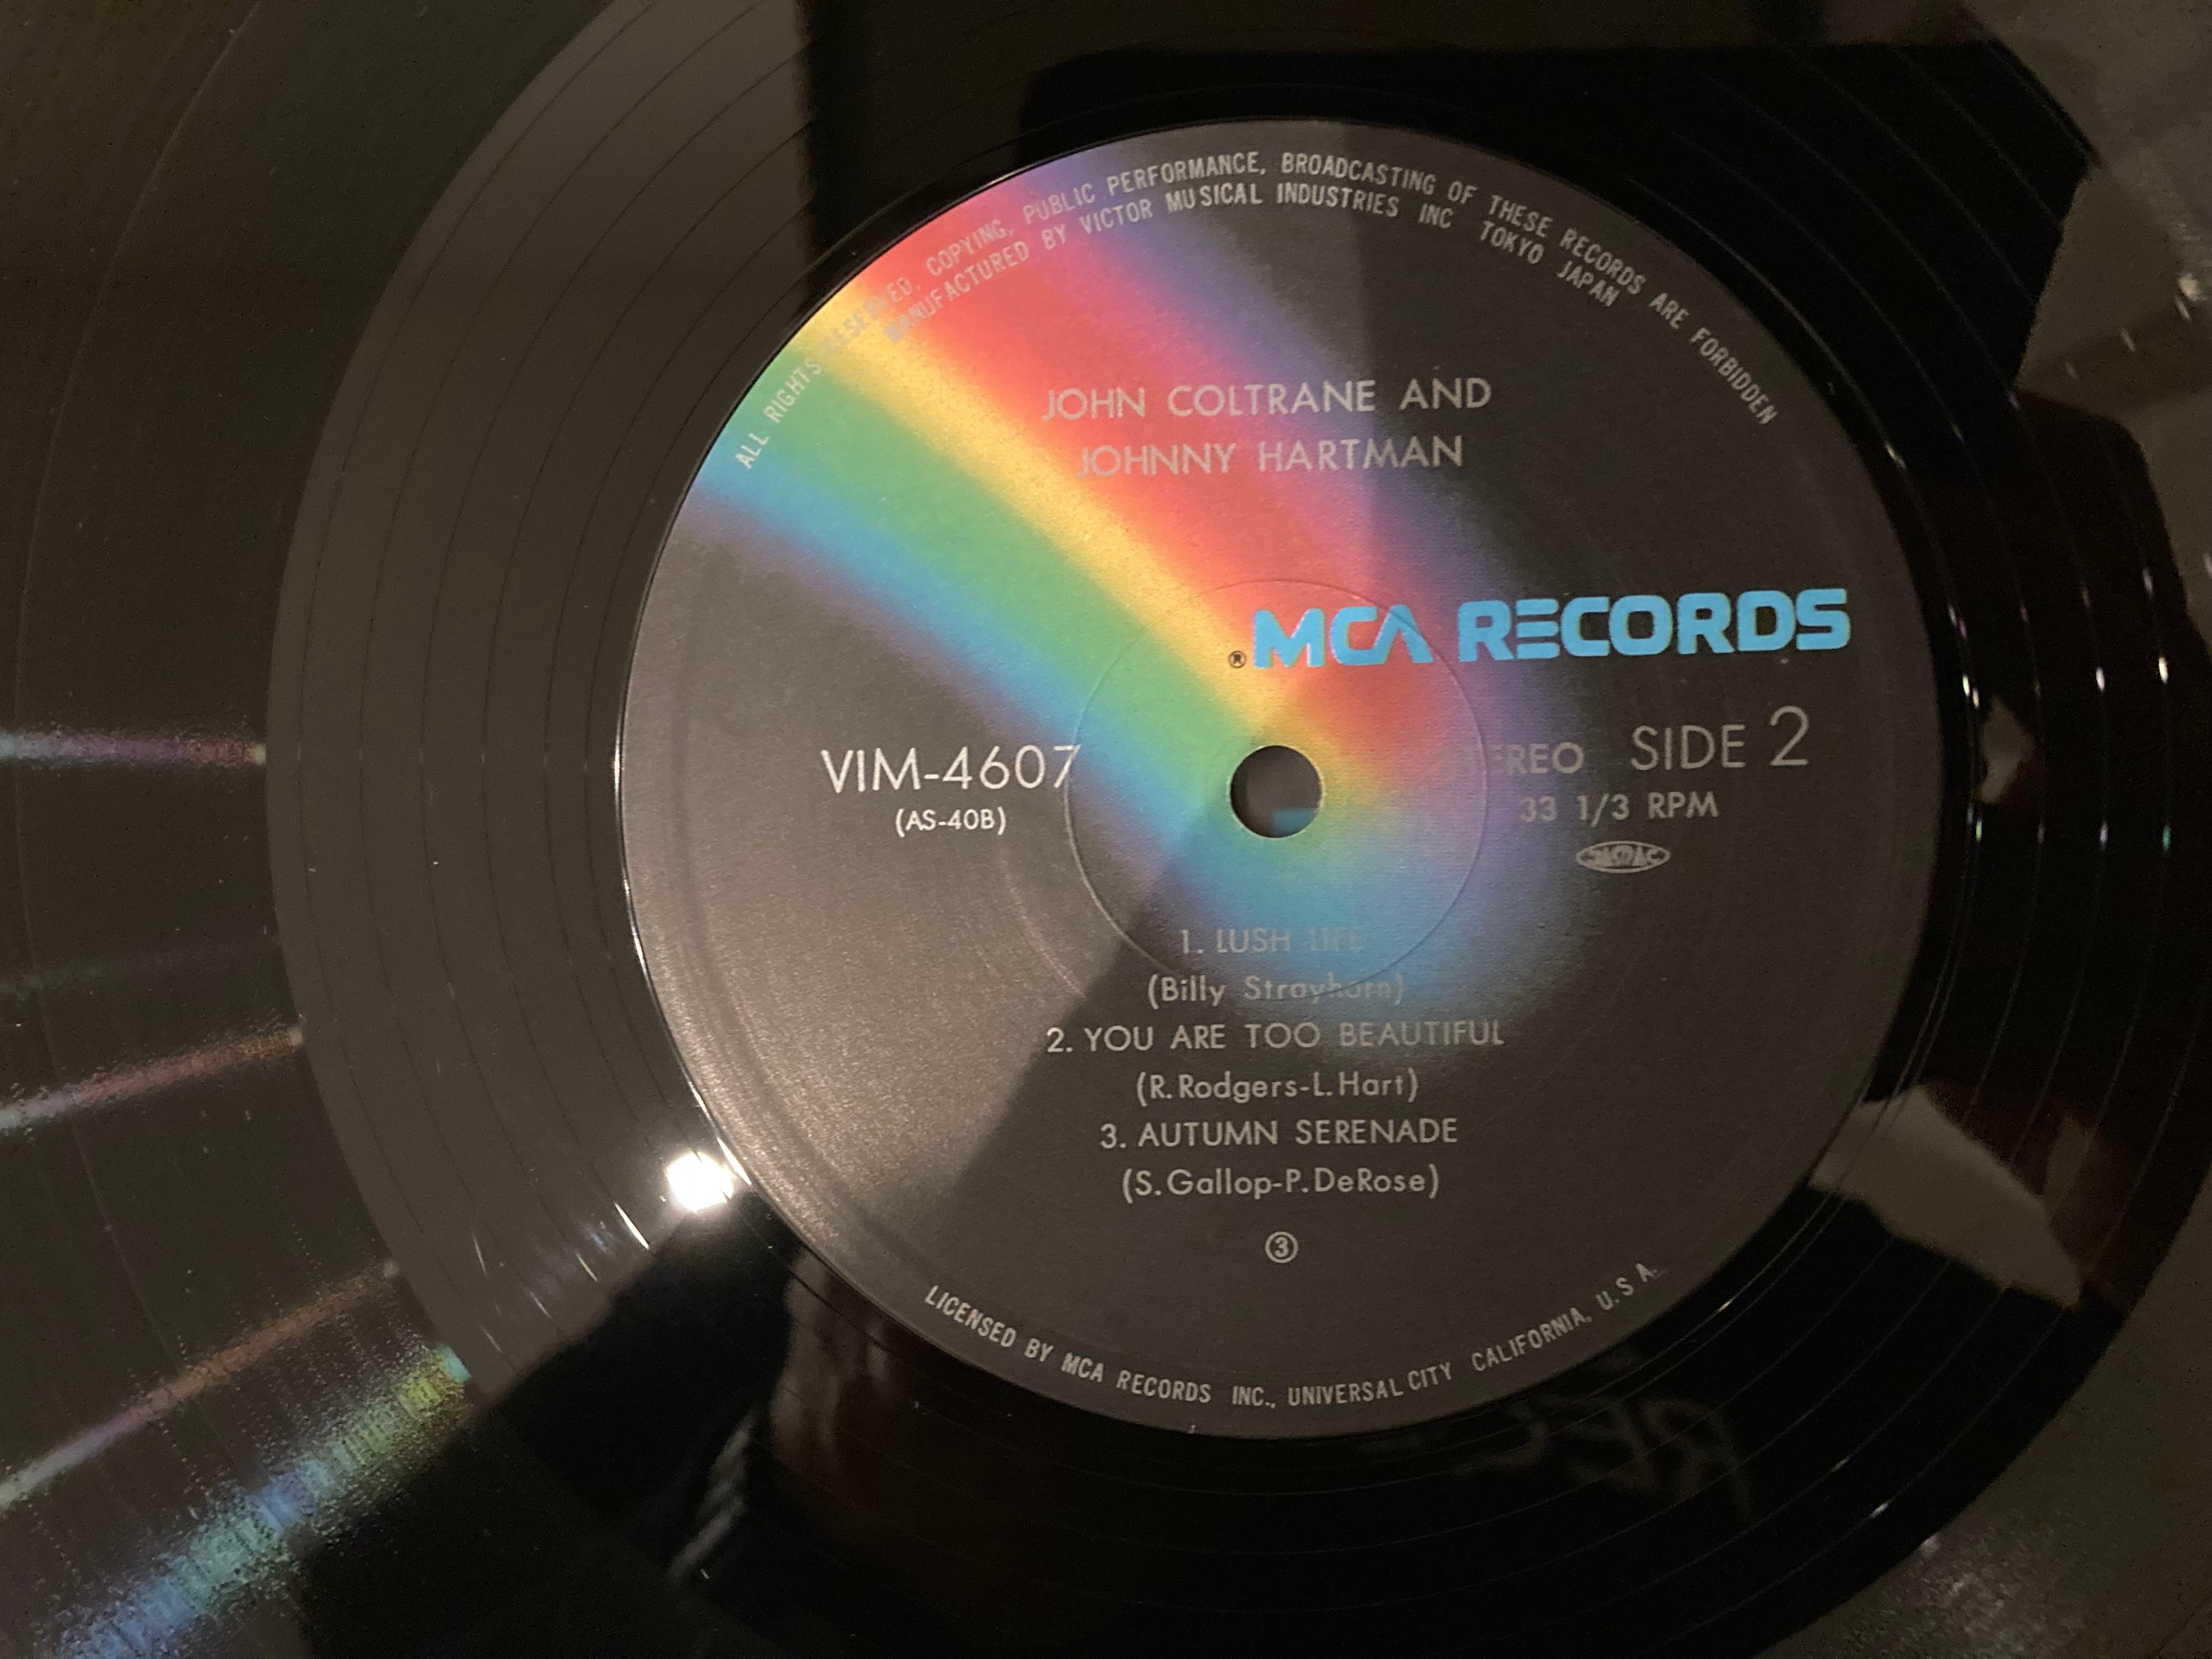 ALL RIGHTS RESERVED, COPYING, PUBLIC PERFORMANCE, BROADCASTING OF THESE RECORDS ARE FORBIDDEN
MANUFACTURED BY VICTOR MUSICAL INDUSTRIES INC TOKYO JAPAN
JOHN COLTRANE AND
JOHNNY HARTMAN
® MCA RECORDS
VIM-4607
(AS-40B)
STEREO SIDE 2
33 1/3 RPM
JASRAC
1. LUSH LIFE
(Billy Strayhorn)
2. YOU ARE TOO BEAUTIFUL
(R. Rodgers-L. Hart)
3. AUTUMN SERENADE
(S. Gallop-P. DeRose)
③
LICENSED BY MCA RECORDS INC., UNIVERSAL CITY CALIFORNIA, U.S.A.